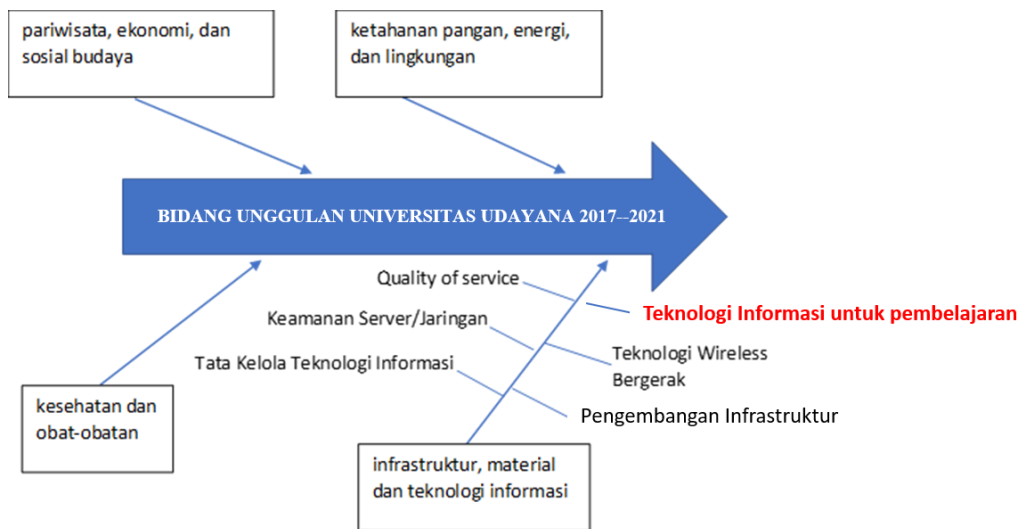 pariwisata, ekonomi, dan
sosial budaya
ketahanan pangan, energi,
dan lingkungan
BIDANG UNGGULAN UNIVERSITAS UDAYANA 2017--2021
Quality of service
Teknologi Informasi untuk pembelajaran
Keamanan Server/Jaringan
Teknologi Wireless
Bergerak
Tata Kelola Teknologi Informasi
Pengembangan Infrastruktur
kesehatan dan
obat-obatan
infrastruktur, material
dan teknologi informasi